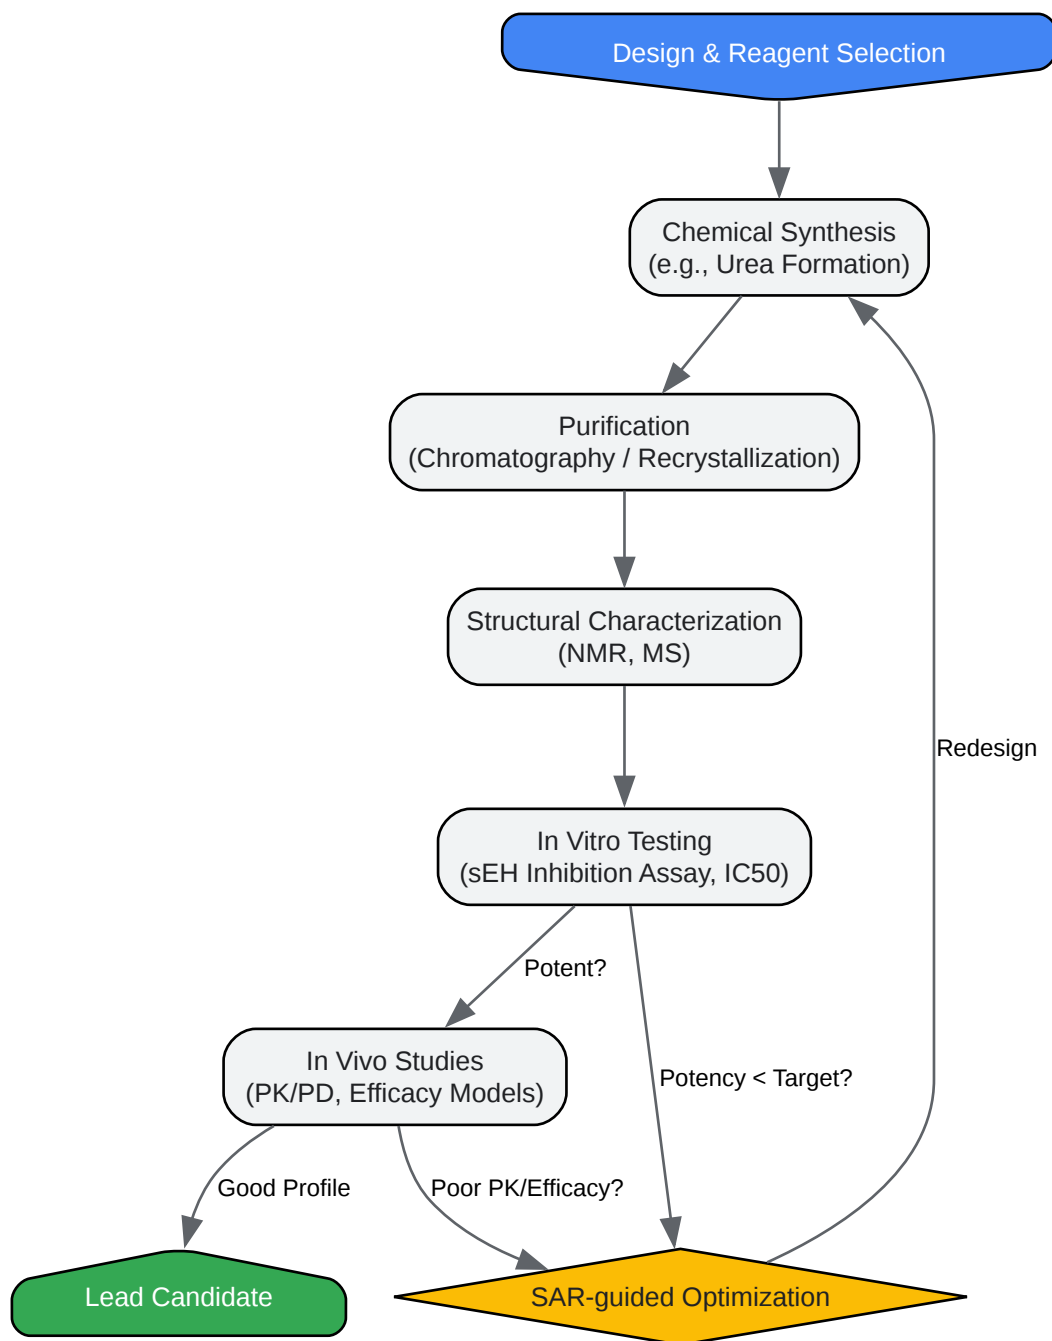 Design & Reagent Selection
Chemical Synthesis
(e.g., Urea Formation)
Purification
(Chromatography / Recrystallization)
Structural Characterization
(NMR, MS)
Redesign
In Vitro Testing
(sEH Inhibition Assay, IC50)
Potent?
In Vivo Studies
(PK/PD, Efficacy Models)
Potency < Target?
Good Profile
Poor PK/Efficacy?
Lead Candidate
SAR-guided Optimization